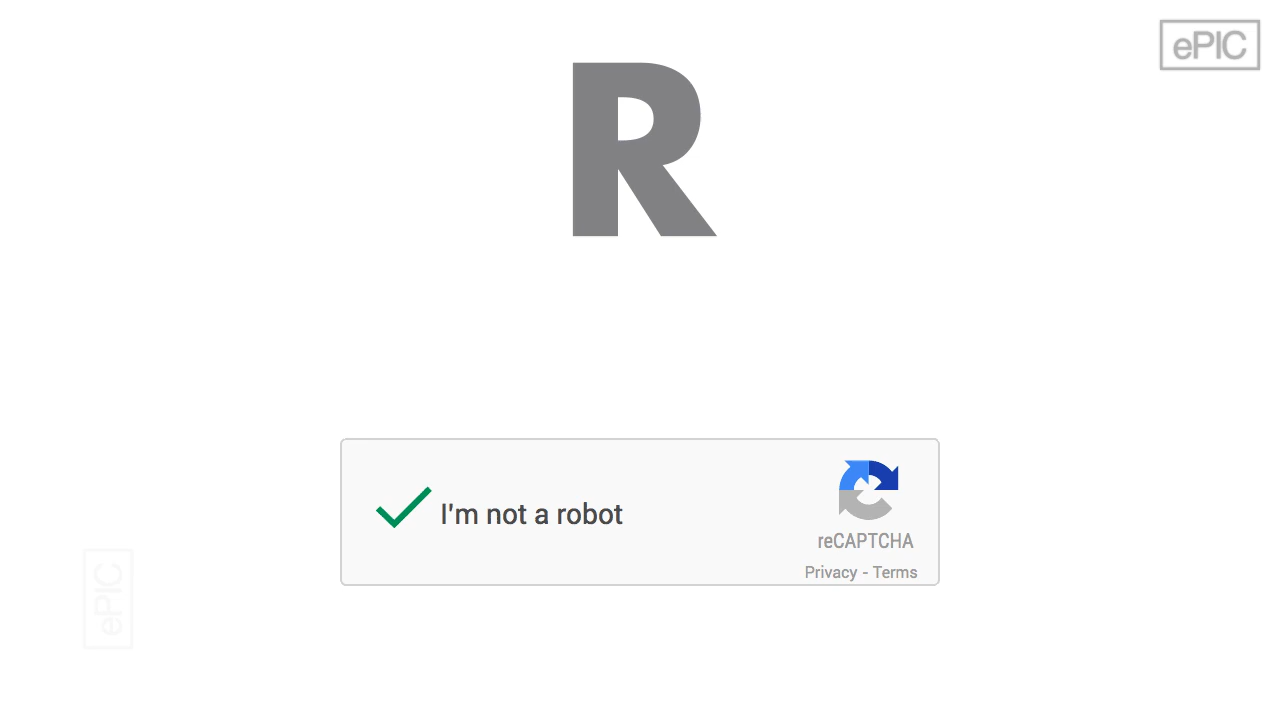 ePIC
R
I'm not a robot
reCAPTCHA
Privacy - Terms
ePIC